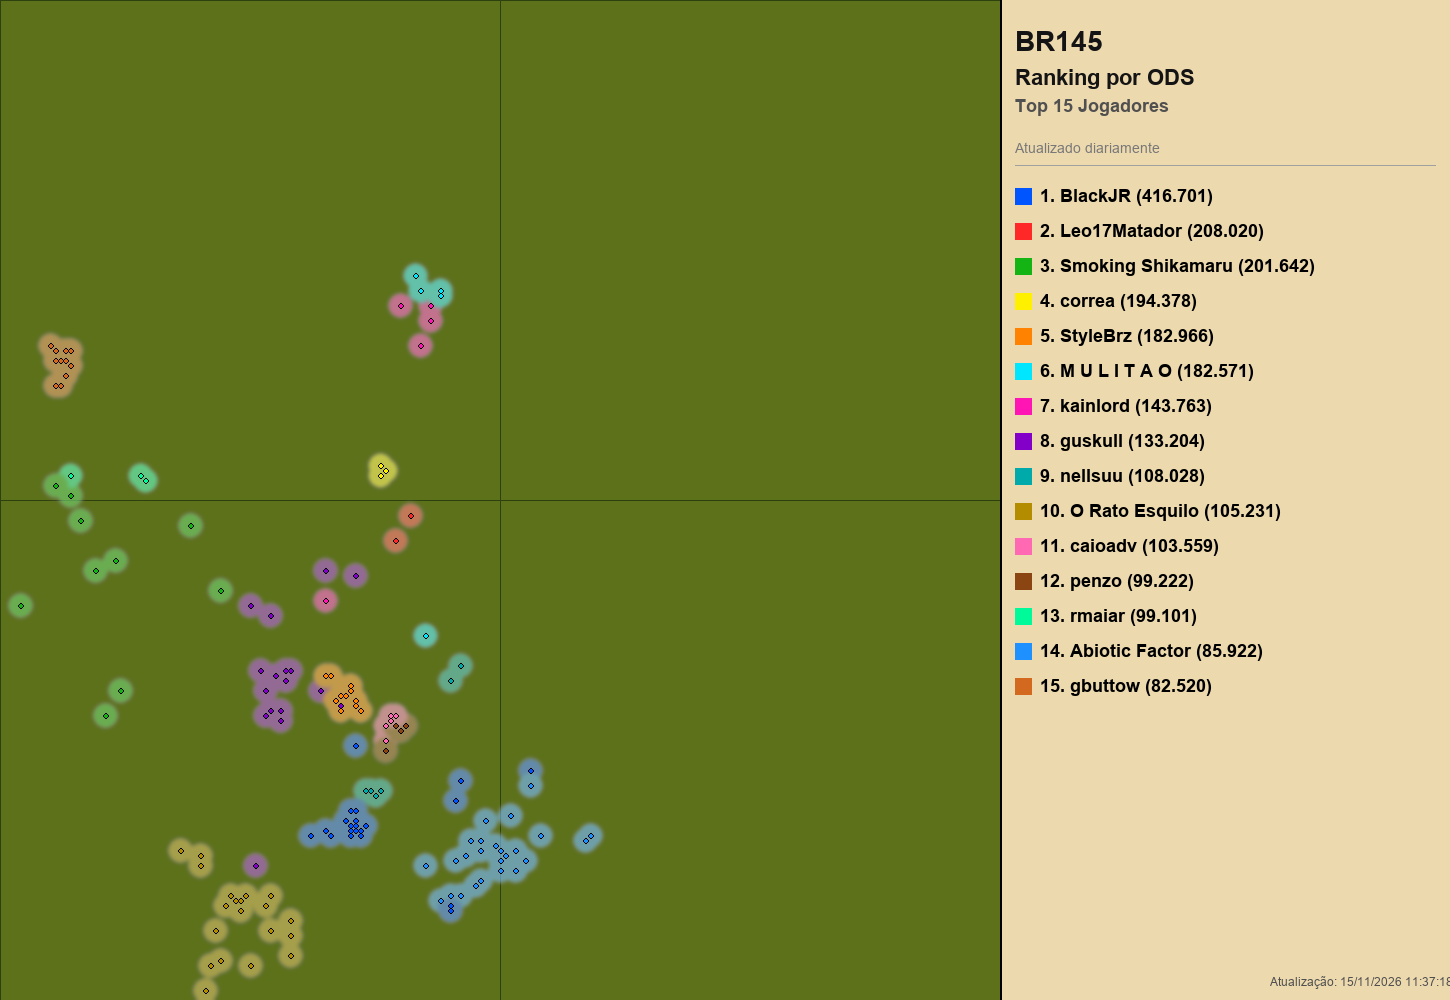 BR145
Ranking por ODS
Top 15 Jogadores
Atualizado diariamente
1. BlackJR (416.701)
2. Leo17Matador (208.020)
3. Smoking Shikamaru (201.642)
4. correa (194.378)
5. StyleBrz (182.966)
6. M U L I T A O (182.571)
7. kainlord (143.763)
8. guskull (133.204)
9. nellsuu (108.028)
10. O Rato Esquilo (105.231)
11. caioadv (103.559)
12. penzo (99.222)
13. rmaiar (99.101)
14. Abiotic Factor (85.922)
15. gbuttow (82.520)
Atualização: 15/11/2026 11:37:18